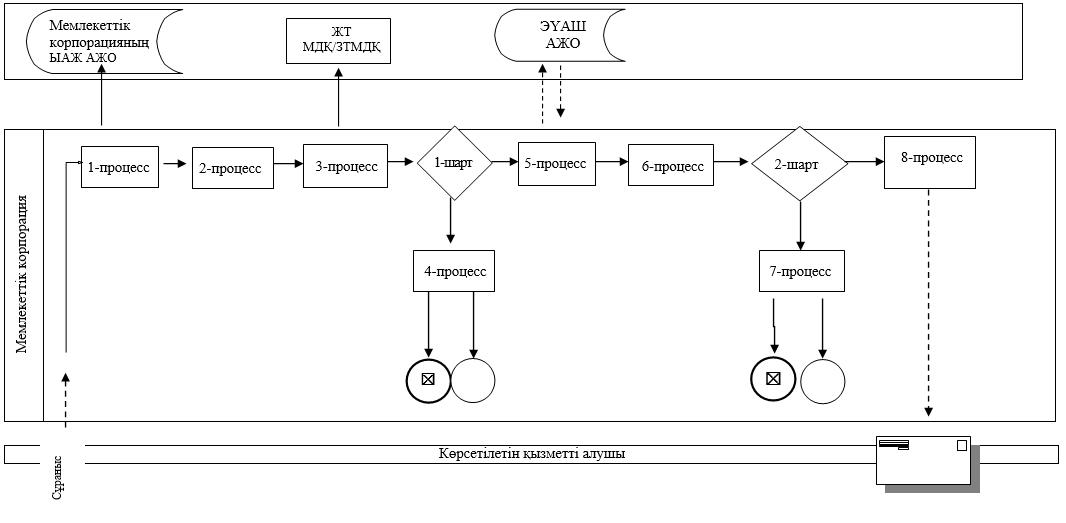 Мемлекеттік
корпорацияның
ЫАЖ АЖО
ЖТ
МДҚ/ЗТМДҚ
ЭҮАШ
АЖО
Мемлекеттік корпорация
1-процесс
2-процесс
3-процесс
1-шарт
5-процесс
6-процесс
2-шарт
8-процесс
4-процесс
7-процесс
Сұраныс
Көрсетілетін қызметті алушы